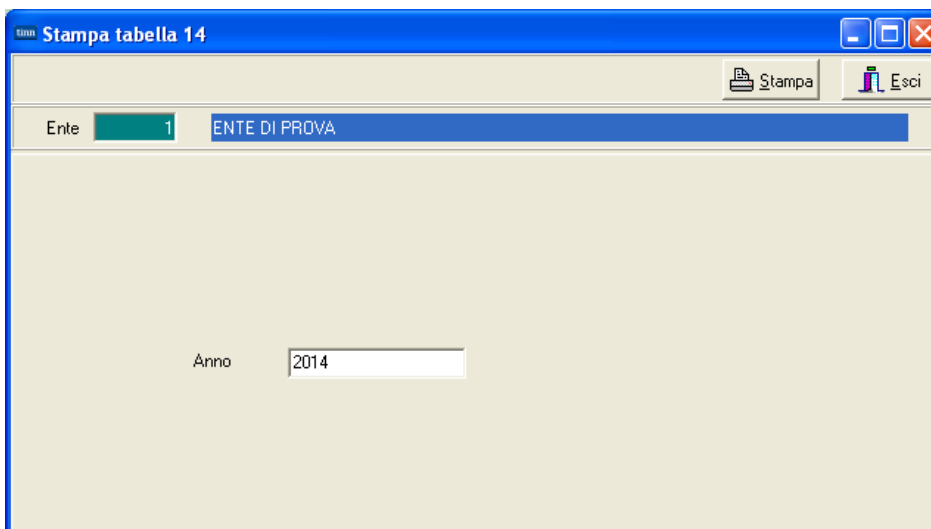 tinn Stampa tabella 14
Stampa Esci
Ente 1 ENTE DI PROVA
Anno 2014